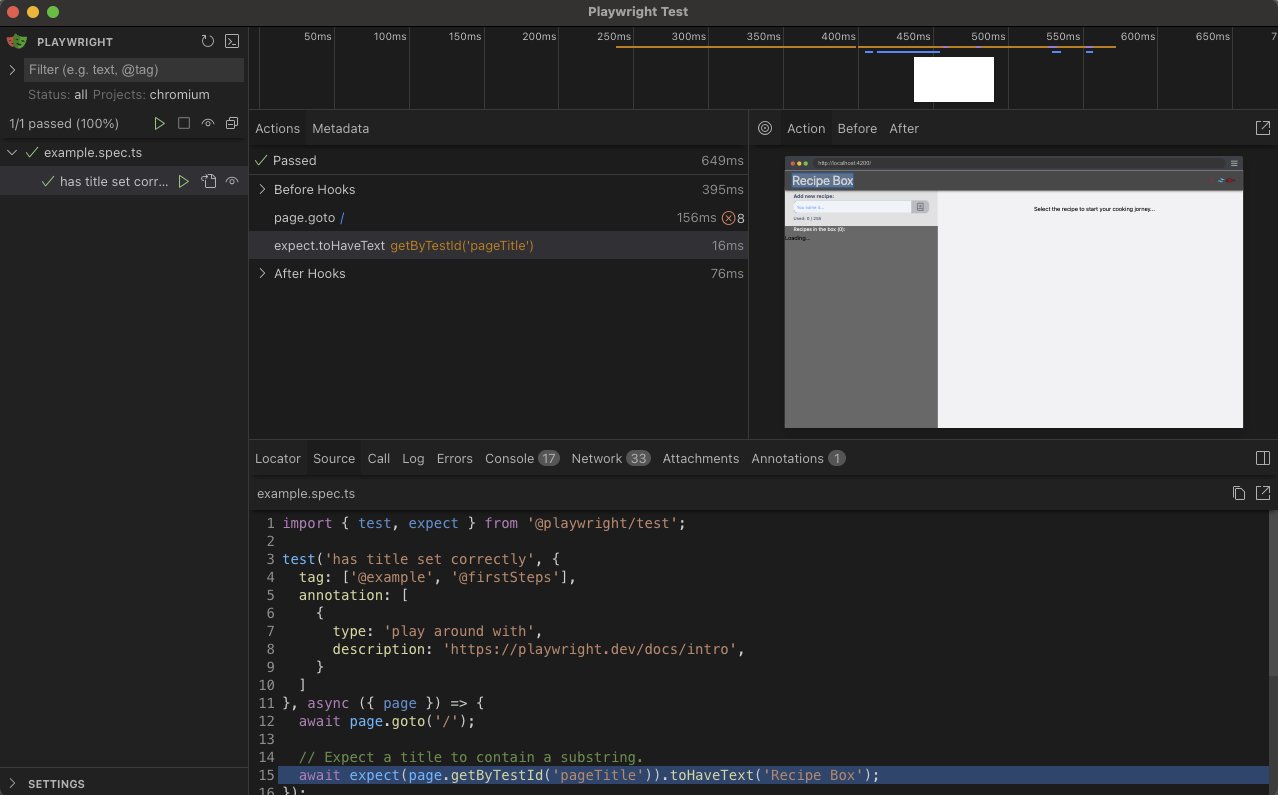 Playwright Test
PLAYWRIGHT
Filter (e.g. text, @tag)
Status: all Projects: chromium
1/1 passed (100%)
example.spec.ts
has title set corr...
SETTINGS
50ms 100ms 150ms 200ms 250ms 300ms 350ms 400ms 450ms 500ms 550ms 600ms 650ms 7
Actions Metadata
Passed 649ms
Before Hooks 395ms
page.goto / 156ms 8
expect.toHaveText getByTestId('pageTitle') 16ms
After Hooks 76ms
Action Before After
http://localhost:4200/
Recipe Box
Add new recipe:
You name it...
Used: 0 / 256
Recipes in the box (0):
Loading...
Select the recipe to start your cooking jorney...
Locator Source Call Log Errors Console 17 Network 33 Attachments Annotations 1
example.spec.ts
1 import { test, expect } from '@playwright/test';
2
3 test('has title set correctly', {
4 tag: ['@example', '@firstSteps'],
5 annotation: [
6 {
7 type: 'play around with',
8 description: 'https://playwright.dev/docs/intro',
9 }
10 ]
11 }, async ({ page }) => {
12 await page.goto('/');
13
14 // Expect a title to contain a substring.
15 await expect(page.getByTestId('pageTitle')).toHaveText('Recipe Box');
16 });